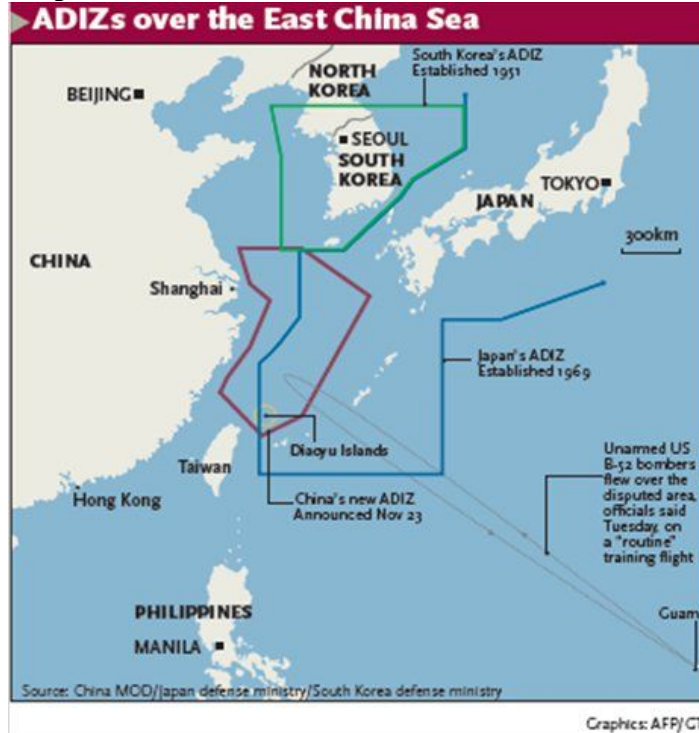 ADIZs over the East China Sea
South Korea's ADIZ
Established 1951
NORTH
KOREA
BEIJING
SEOUL
SOUTH
KOREA
TOKYO
JAPAN
300km
CHINA
Shanghai
Japan's ADIZ
Established 1969
Diaoyu Islands
Taiwan
Unarmed US
B-52 bombers
flew over the
disputed area,
officials said
Tuesday, on
a "routine"
training flight
Hong Kong
China's new ADIZ
Announced Nov 23
PHILIPPINES
Guam
MANILA
Source: China MOD/Japan defense ministry/South Korea defense ministry
Graphics: AFP/GT